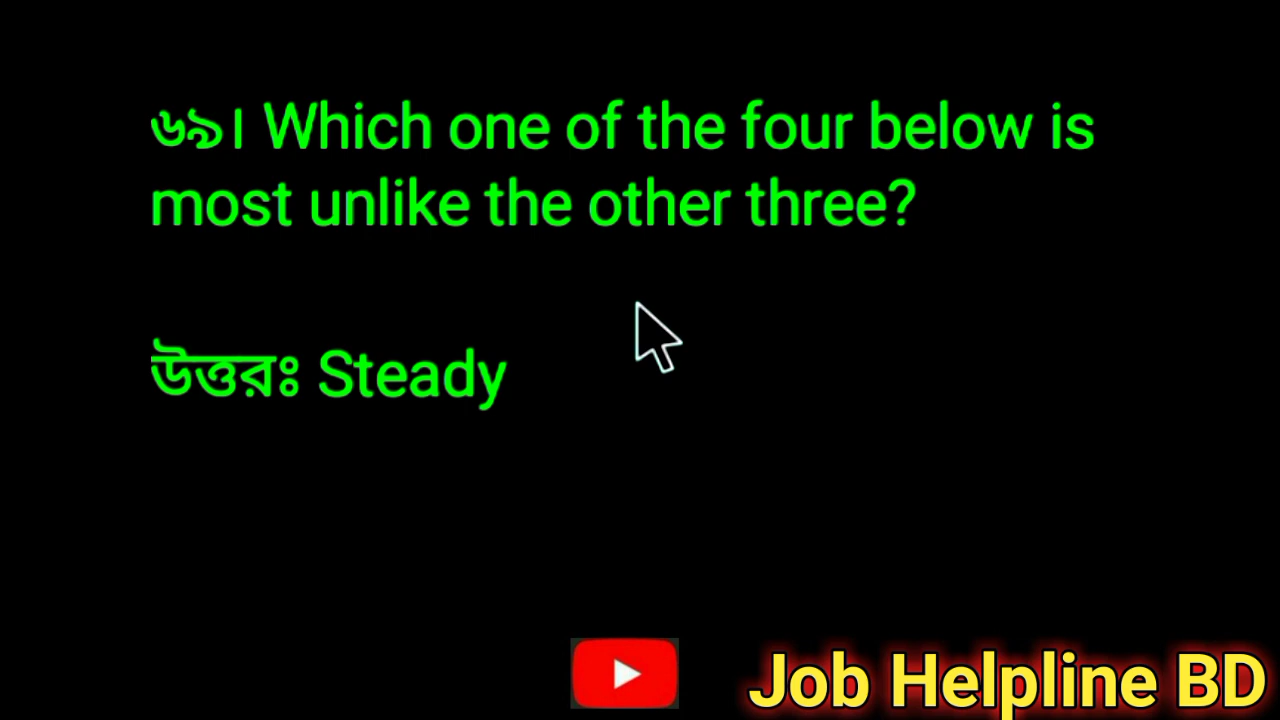 ৬৯। Which one of the four below is
most unlike the other three?
উত্তরঃ Steady
Job Helpline BD